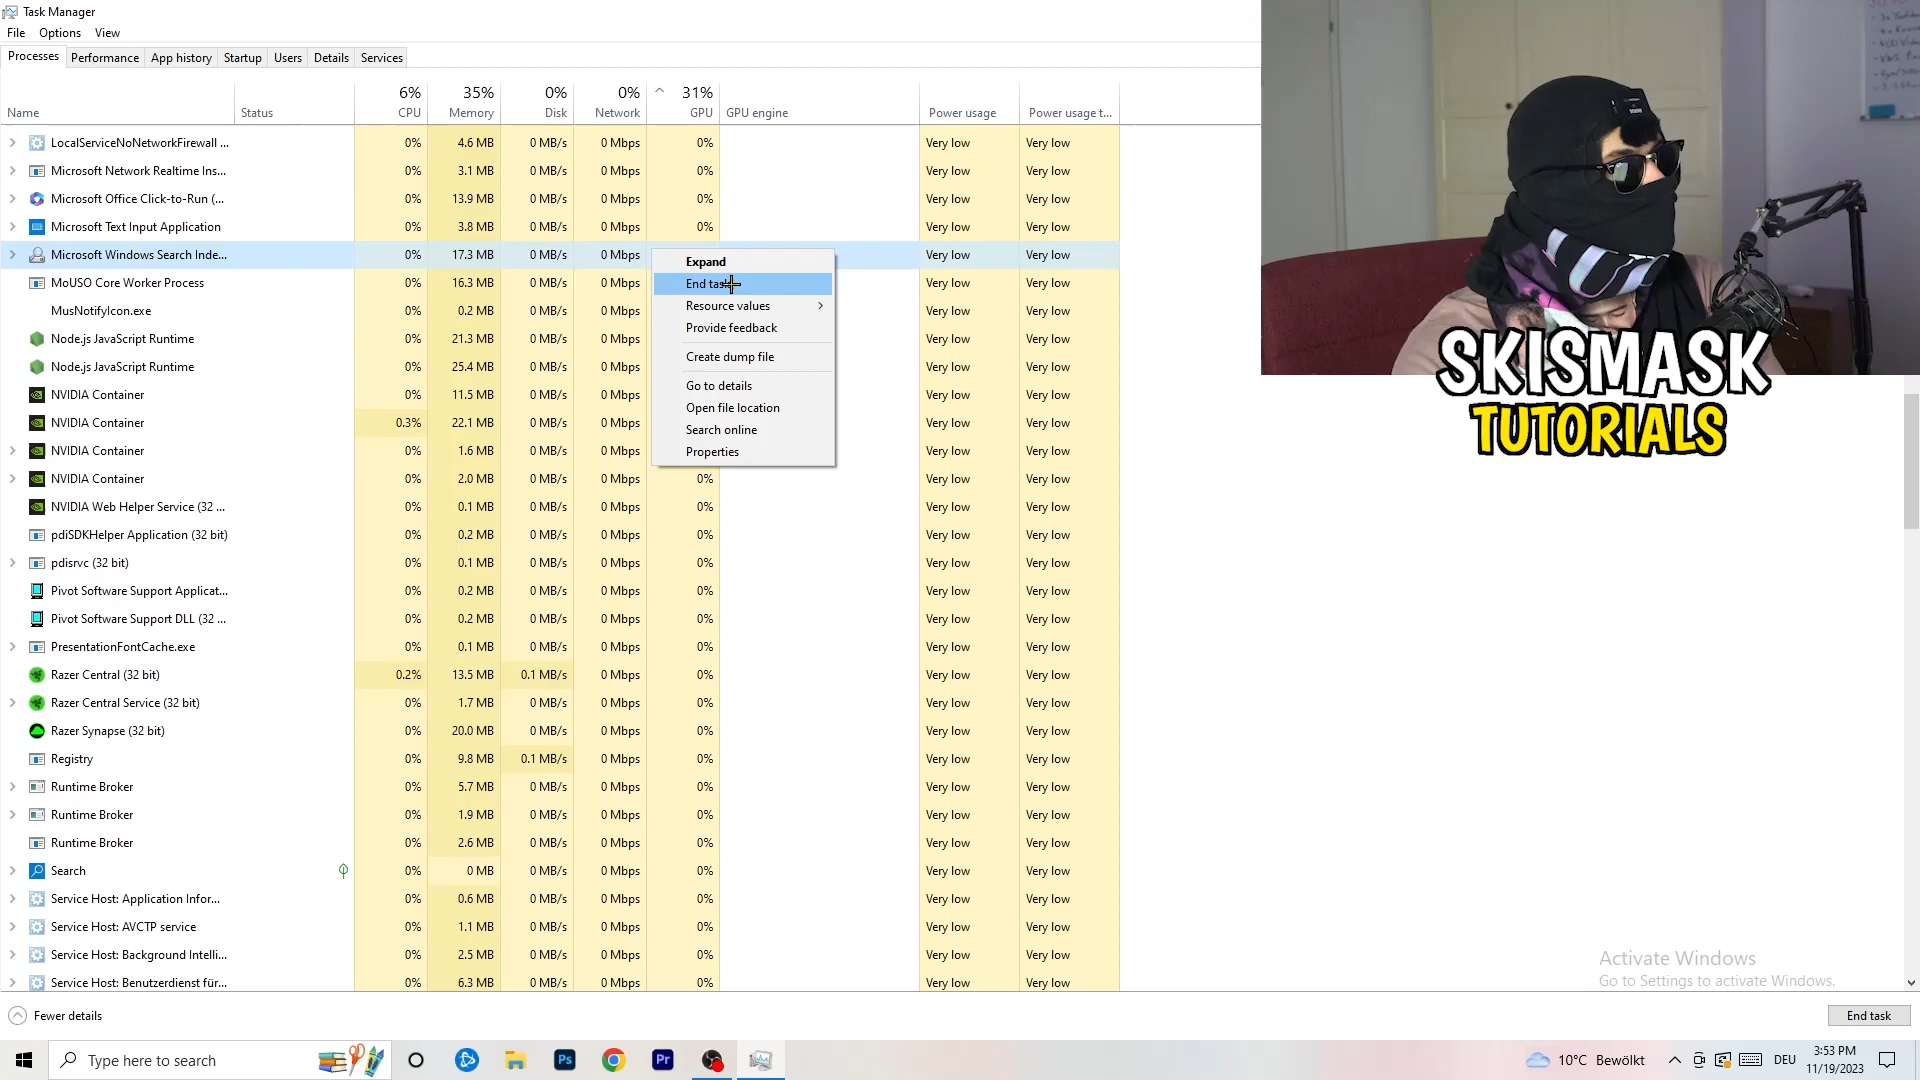 Task Manager
File Options View
Processes Performance App history Startup Users Details Services
6% 35% 0% 0% 31%
Name Status CPU Memory Disk Network GPU GPU engine Power usage Power usage t...
LocalServiceNoNetworkFirewall ... 0% 4.6 MB 0 MB/s 0 Mbps 0% Very low Very low
Microsoft Network Realtime Ins... 0% 3.1 MB 0 MB/s 0 Mbps 0% Very low Very low
Microsoft Office Click-to-Run (... 0% 13.9 MB 0 MB/s 0 Mbps 0% Very low Very low
Microsoft Text Input Application 0% 3.8 MB 0 MB/s 0 Mbps 0% Very low Very low
Microsoft Windows Search Inde... 0% 17.3 MB 0 MB/s 0 Mbps Very low Very low
MoUSO Core Worker Process 0% 16.3 MB 0 MB/s 0 Mbps Very low Very low
MusNotifyIcon.exe 0% 0.2 MB 0 MB/s 0 Mbps Very low Very low
Node.js JavaScript Runtime 0% 21.3 MB 0 MB/s 0 Mbps Very low Very low
Node.js JavaScript Runtime 0% 25.4 MB 0 MB/s 0 Mbps Very low Very low
NVIDIA Container 0% 11.5 MB 0 MB/s 0 Mbps Very low Very low
NVIDIA Container 0.3% 22.1 MB 0 MB/s 0 Mbps Very low Very low
NVIDIA Container 0% 1.6 MB 0 MB/s 0 Mbps Very low Very low
NVIDIA Container 0% 2.0 MB 0 MB/s 0 Mbps 0% Very low Very low
NVIDIA Web Helper Service (32 ... 0% 0.1 MB 0 MB/s 0 Mbps 0% Very low Very low
pdiSDKHelper Application (32 bit) 0% 0.2 MB 0 MB/s 0 Mbps 0% Very low Very low
pdisrvc (32 bit) 0% 0.1 MB 0 MB/s 0 Mbps 0% Very low Very low
Pivot Software Support Applicat... 0% 0.2 MB 0 MB/s 0 Mbps 0% Very low Very low
Pivot Software Support DLL (32 ... 0% 0.2 MB 0 MB/s 0 Mbps 0% Very low Very low
PresentationFontCache.exe 0% 0.1 MB 0 MB/s 0 Mbps 0% Very low Very low
Razer Central (32 bit) 0.2% 13.5 MB 0.1 MB/s 0 Mbps 0% Very low Very low
Razer Central Service (32 bit) 0% 1.7 MB 0 MB/s 0 Mbps 0% Very low Very low
Razer Synapse (32 bit) 0% 20.0 MB 0 MB/s 0 Mbps 0% Very low Very low
Registry 0% 9.8 MB 0.1 MB/s 0 Mbps 0% Very low Very low
Runtime Broker 0% 5.7 MB 0 MB/s 0 Mbps 0% Very low Very low
Runtime Broker 0% 1.9 MB 0 MB/s 0 Mbps 0% Very low Very low
Runtime Broker 0% 2.6 MB 0 MB/s 0 Mbps 0% Very low Very low
Search 0% 0 MB 0 MB/s 0 Mbps 0% Very low Very low
Service Host: Application Infor... 0% 0.6 MB 0 MB/s 0 Mbps 0% Very low Very low
Service Host: AVCTP service 0% 1.1 MB 0 MB/s 0 Mbps 0% Very low Very low
Service Host: Background Intelli... 0% 2.5 MB 0 MB/s 0 Mbps 0% Very low Very low
Service Host: Benutzerdienst für... 0% 6.3 MB 0 MB/s 0 Mbps 0% Very low Very low
Expand
End task
Resource values
Provide feedback
Create dump file
Go to details
Open file location
Search online
Properties
SKISMASK
TUTORIALS
Activate Windows
Go to Settings to activate Windows.
Fewer details
End task
Type here to search
Ps
Pr
10°C Bewölkt
DEU
3:53 PM
11/19/2023